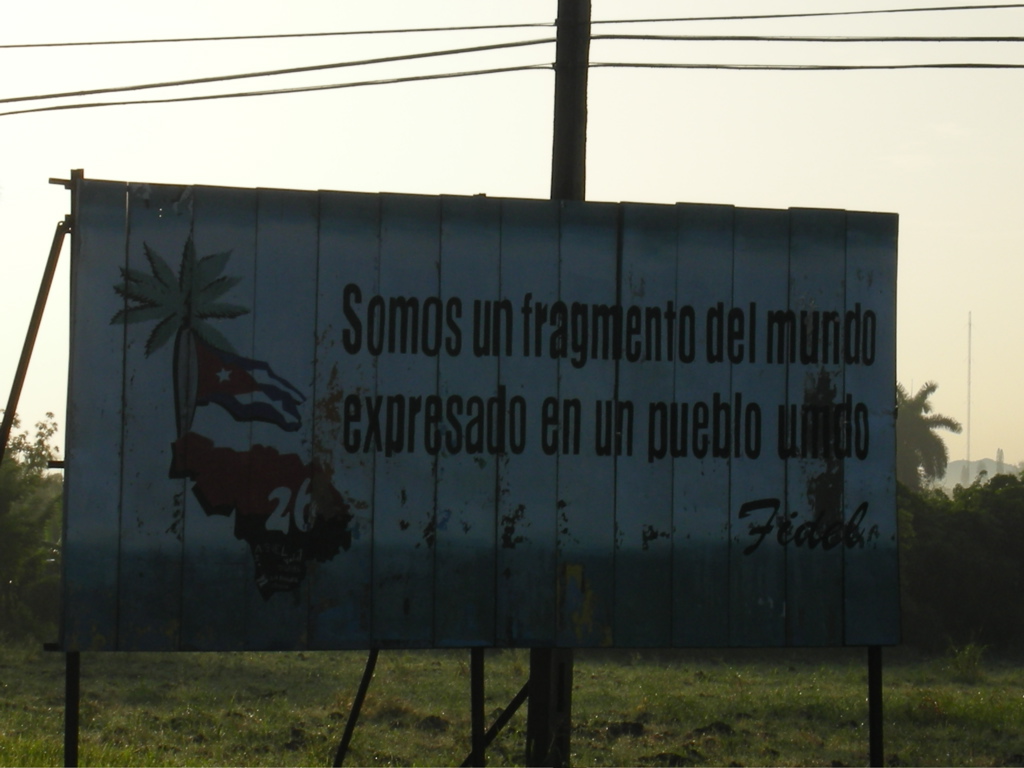 Somos un fragmento del mundo
expresado en un pueblo unido
Fidel
26